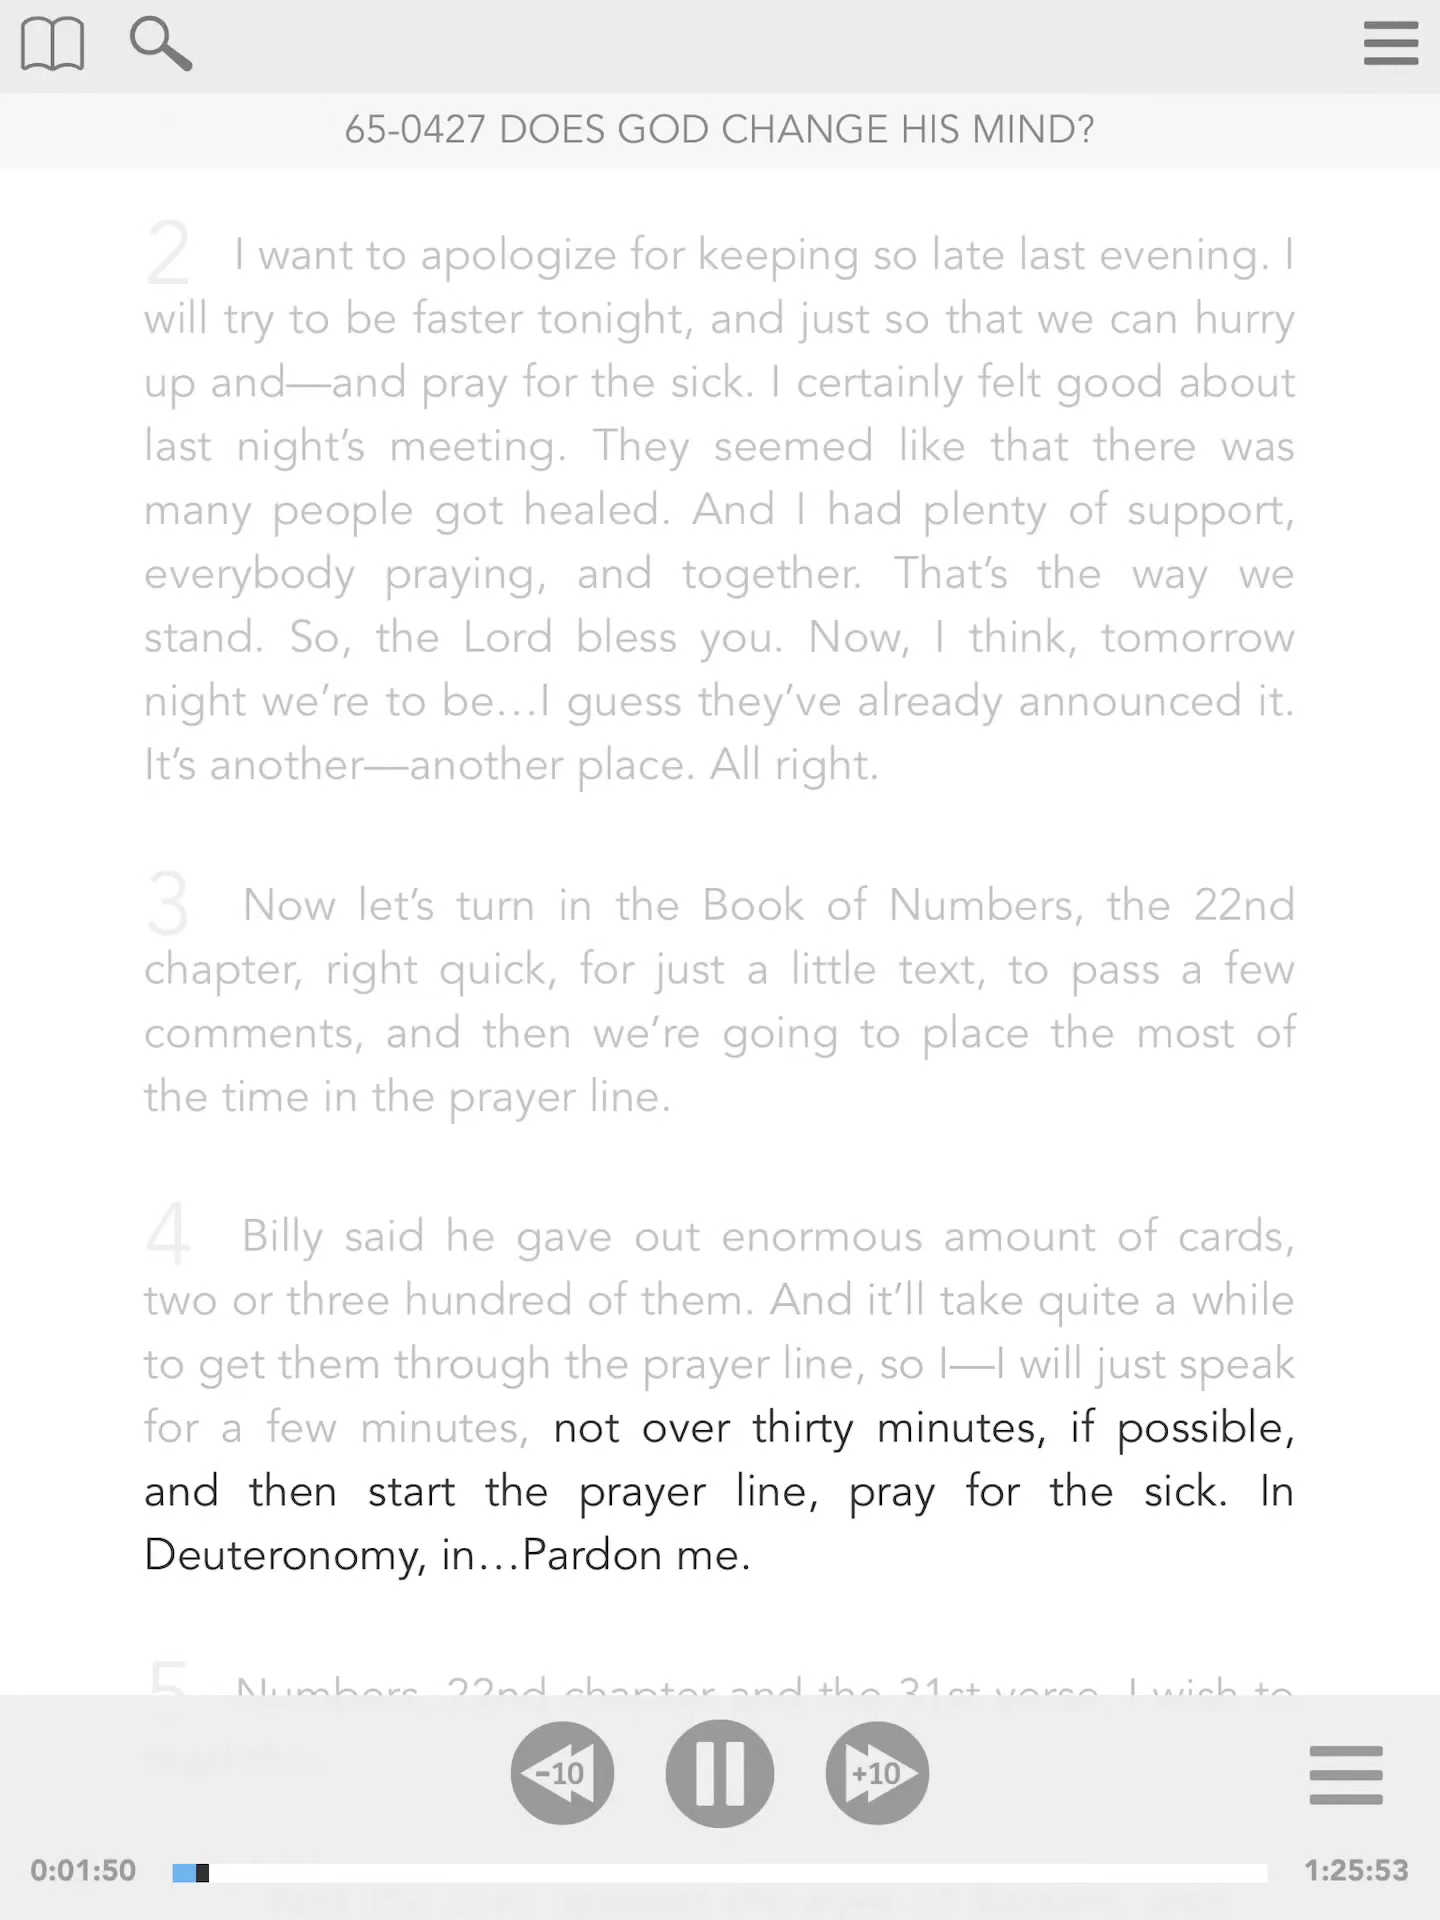 65-0427 DOES GOD CHANGE HIS MIND?
2 I want to apologize for keeping so late last evening. I
will try to be faster tonight, and just so that we can hurry
up and—and pray for the sick. I certainly felt good about
last night’s meeting. They seemed like that there was
many people got healed. And I had plenty of support,
everybody praying, and together. That’s the way we
stand. So, the Lord bless you. Now, I think, tomorrow
night we’re to be…I guess they’ve already announced it.
It’s another—another place. All right.
3 Now let’s turn in the Book of Numbers, the 22nd
chapter, right quick, for just a little text, to pass a few
comments, and then we’re going to place the most of
the time in the prayer line.
4 Billy said he gave out enormous amount of cards,
two or three hundred of them. And it’ll take quite a while
to get them through the prayer line, so I—I will just speak
for a few minutes, not over thirty minutes, if possible,
and then start the prayer line, pray for the sick. In
Deuteronomy, in…Pardon me.
5 Numbers, 22nd chapter and the 31st verse, I wish to
-10 +10
0:01:50 1:25:53